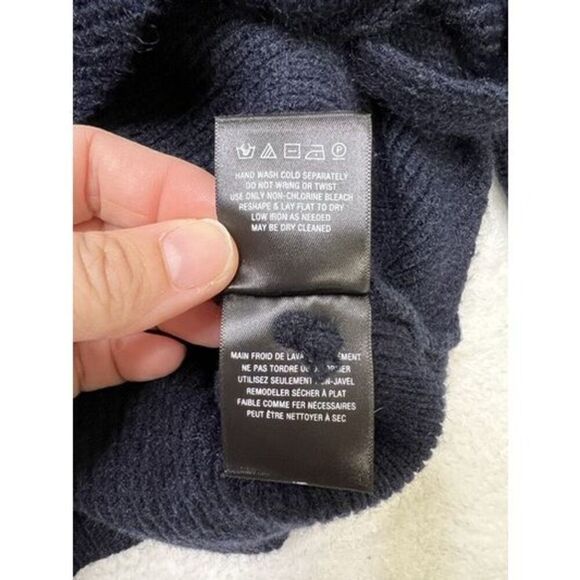 P
HAND WASH COLD SEPARATELY
DO NOT WRING OR TWIST
USE ONLY NON-CHLORINE BLEACH
RESHAPE & LAY FLAT TO DRY
LOW IRON AS NEEDED
MAY BE DRY CLEANED
MAIN FROID DE
NE PAS TORDRE
UTILISEZ SEULEMENT
REMODELER SÉCHER À PLAT
FAIBLE COMME FER NÉCESSAIRES
PEUT ÊTRE NETTOYER À SEC